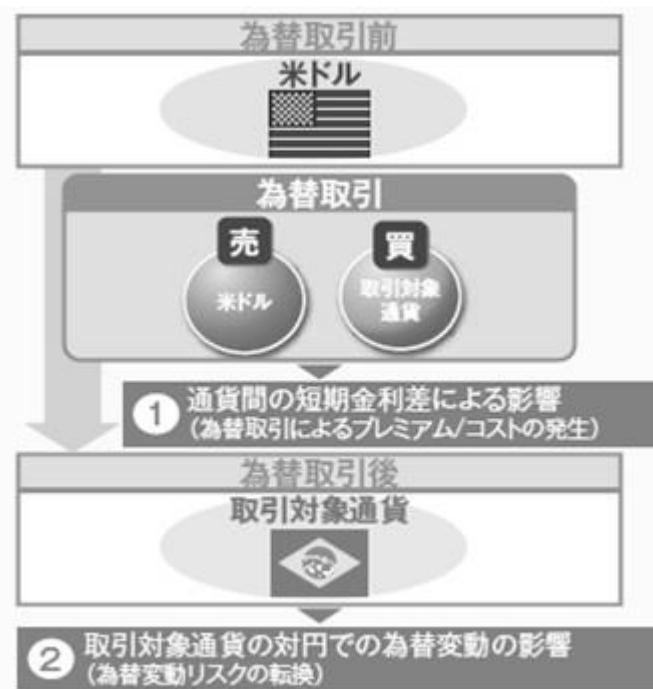 為替取引前
米ドル
為替取引
売
買
米ドル
取引対象
通貨
1 通貨間の短期金利差による影響
(為替取引によるプレミアム/コストの発生)
為替取引後
取引対象通貨
2 取引対象通貨の対円での為替変動の影響
(為替変動リスクの転換)